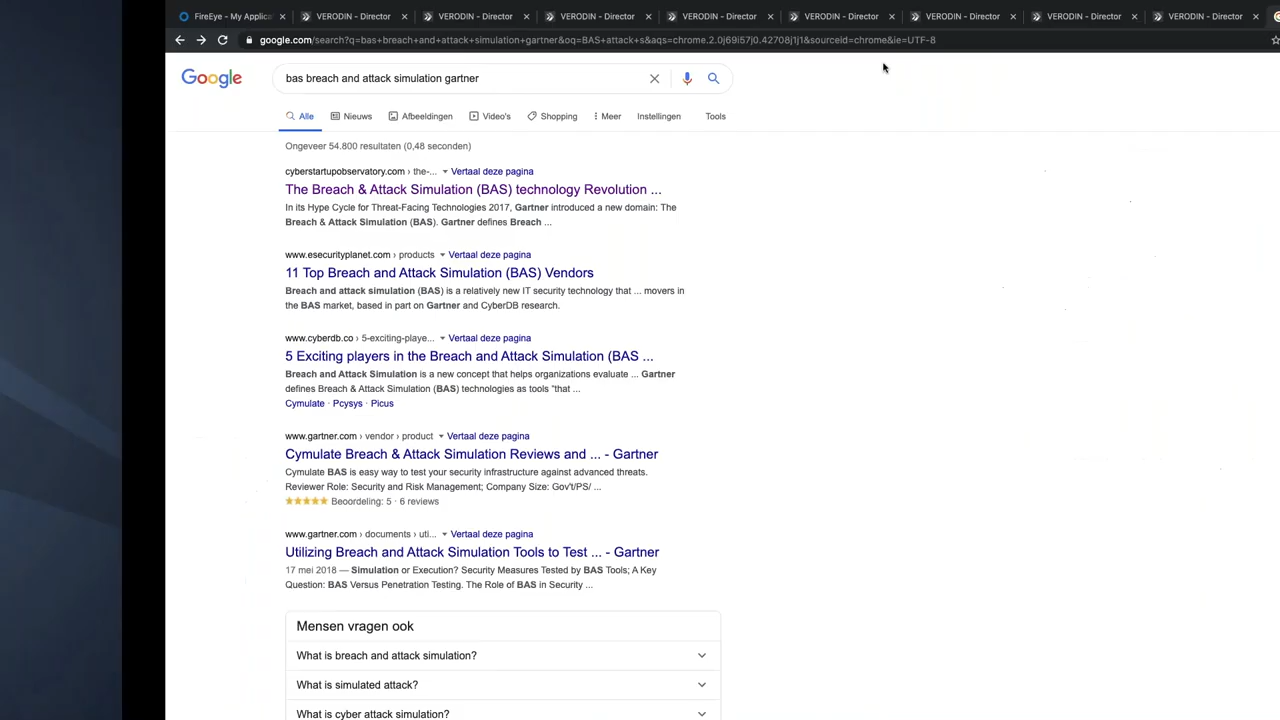 FireEye - My Applica
VERODIN - Director
VERODIN - Director
VERODIN - Director
VERODIN - Director
VERODIN - Director
VERODIN - Director
VERODIN - Director
VERODIN - Director
google.com/search?q=bas+breach+and+attack+simulation+gartner&oq=BAS+attack+s&aqs=chrome.2.0j69i57j0.42708j1j1&sourceid=chrome&ie=UTF-8
Google
bas breach and attack simulation gartner
Alle Nieuws Afbeeldingen Video's Shopping Meer Instellingen Tools
Ongeveer 54.800 resultaten (0,48 seconden)
cyberstartupobservatory.com › the-... Vertaal deze pagina
The Breach & Attack Simulation (BAS) technology Revolution ...
In its Hype Cycle for Threat-Facing Technologies 2017, Gartner introduced a new domain: The
Breach & Attack Simulation (BAS). Gartner defines Breach ...
www.esecurityplanet.com › products Vertaal deze pagina
11 Top Breach and Attack Simulation (BAS) Vendors
Breach and attack simulation (BAS) is a relatively new IT security technology that ... movers in
the BAS market, based in part on Gartner and CyberDB research.
www.cyberdb.co › 5-exciting-playe... Vertaal deze pagina
5 Exciting players in the Breach and Attack Simulation (BAS ...
Breach and Attack Simulation is a new concept that helps organizations evaluate ... Gartner
defines Breach & Attack Simulation (BAS) technologies as tools “that ...
Cymulate · Pcysys · Picus
www.gartner.com › vendor › product Vertaal deze pagina
Cymulate Breach & Attack Simulation Reviews and ... - Gartner
Cymulate BAS is easy way to test your security infrastructure against advanced threats.
Reviewer Role: Security and Risk Management; Company Size: Gov't/PS/ ...
Beoordeling: 5 · 6 reviews
www.gartner.com › documents › uti... Vertaal deze pagina
Utilizing Breach and Attack Simulation Tools to Test ... - Gartner
17 mei 2018 — Simulation or Execution? Security Measures Tested by BAS Tools; A Key
Question: BAS Versus Penetration Testing. The Role of BAS in Security ...
Mensen vragen ook
What is breach and attack simulation?
What is simulated attack?
What is cyber attack simulation?